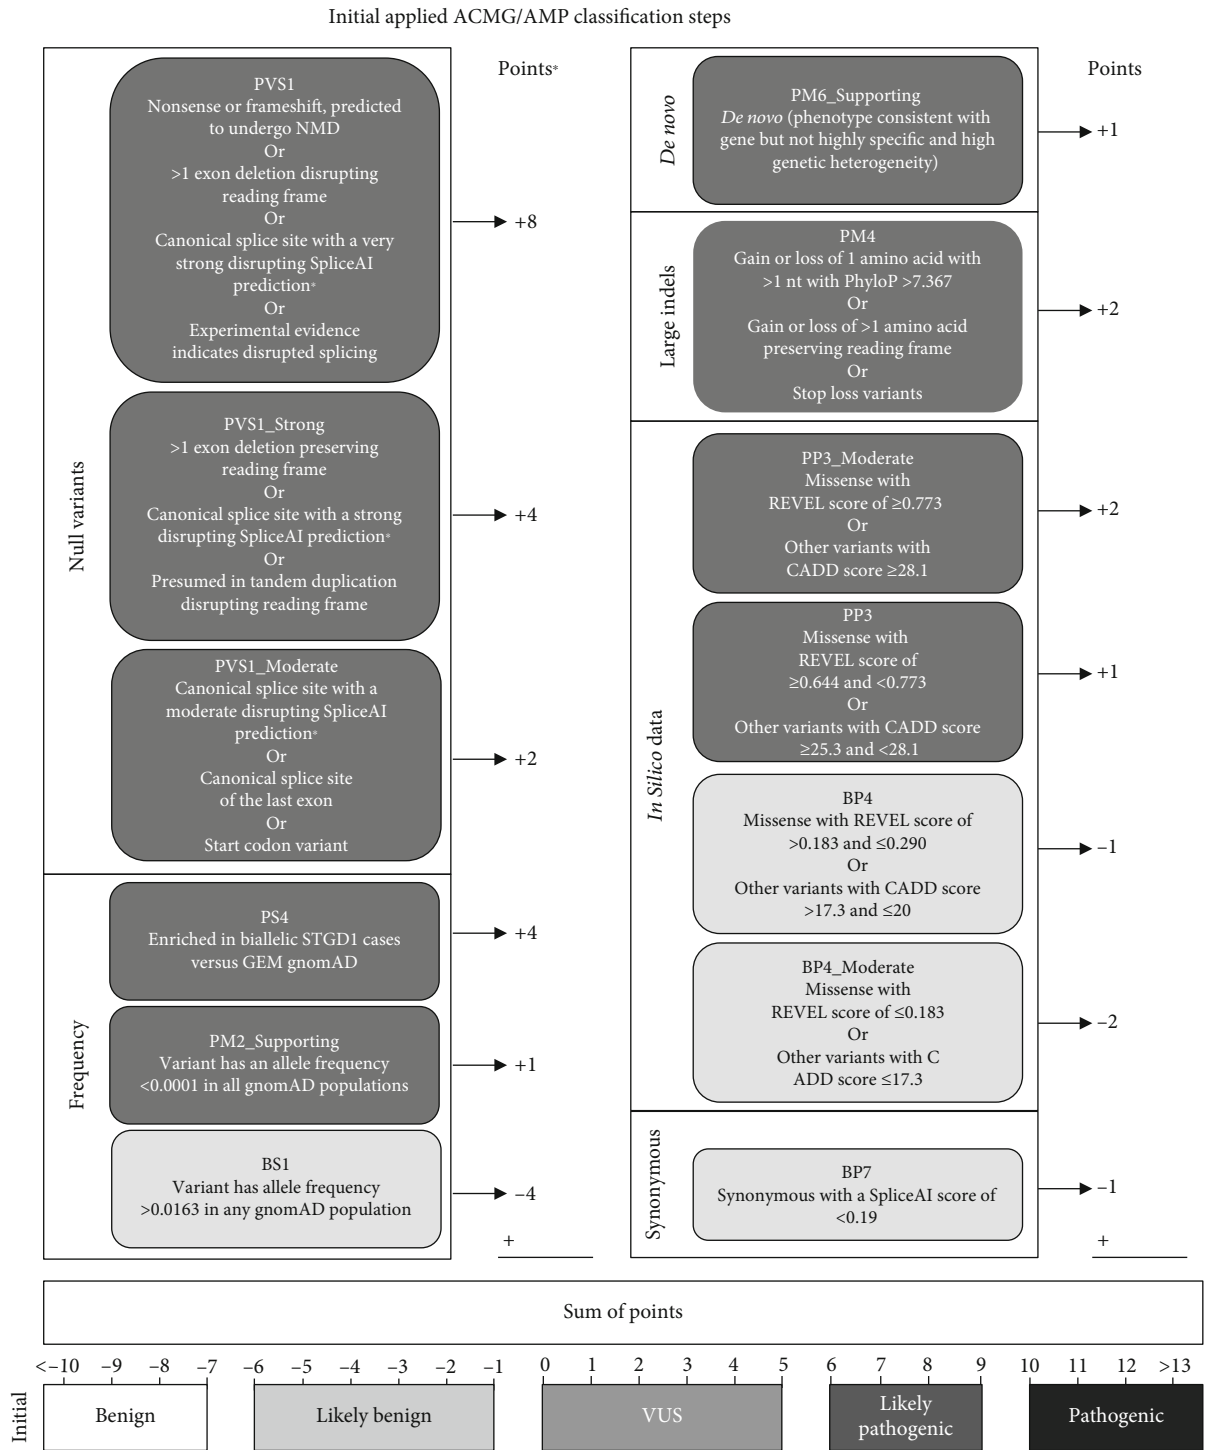 Initial applied ACMG/AMP classification steps
Points*
Null variants
PVS1
Nonsense or frameshift, predicted
to undergo NMD
Or
>1 exon deletion disrupting
reading frame
Or
Canonical splice site with a very
strong disrupting SpliceAI
prediction*
Or
Experimental evidence
indicates disrupted splicing
+8
PVS1_Strong
>1 exon deletion preserving
reading frame
Or
Canonical splice site with a strong
disrupting SpliceAI prediction*
Or
Presumed in tandem duplication
disrupting reading frame
+4
PVS1_Moderate
Canonical splice site with a
moderate disrupting SpliceAI
prediction*
Or
Canonical splice site
of the last exon
Or
Start codon variant
+2
Frequency
PS4
Enriched in biallelic STGD1 cases
versus GEM gnomAD
+4
PM2_Supporting
Variant has an allele frequency
<0.0001 in all gnomAD populations
+1
BS1
Variant has allele frequency
>0.0163 in any gnomAD population
−4
+
Points
De novo
PM6_Supporting
De novo (phenotype consistent with
gene but not highly specific and high
genetic heterogeneity)
+1
Large indels
PM4
Gain or loss of 1 amino acid with
>1 nt with PhyloP >7.367
Or
Gain or loss of >1 amino acid
preserving reading frame
Or
Stop loss variants
+2
In Silico data
PP3_Moderate
Missense with
REVEL score of ≥0.773
Or
Other variants with
CADD score ≥28.1
+2
PP3
Missense with
REVEL score of
≥0.644 and <0.773
Or
Other variants with CADD score
≥25.3 and <28.1
+1
BP4
Missense with REVEL score of
>0.183 and ≤0.290
Or
Other variants with CADD score
>17.3 and ≤20
−1
BP4_Moderate
Missense with
REVEL score of ≤0.183
Or
Other variants with C
ADD score ≤17.3
−2
Synonymous
BP7
Synonymous with a SpliceAI score of
<0.19
−1
+
Sum of points
<−10 −9 −8 −7 −6 −5 −4 −3 −2 −1 0 1 2 3 4 5 6 7 8 9 10 11 12 >13
Initial
Benign
Likely benign
VUS
Likely
pathogenic
Pathogenic